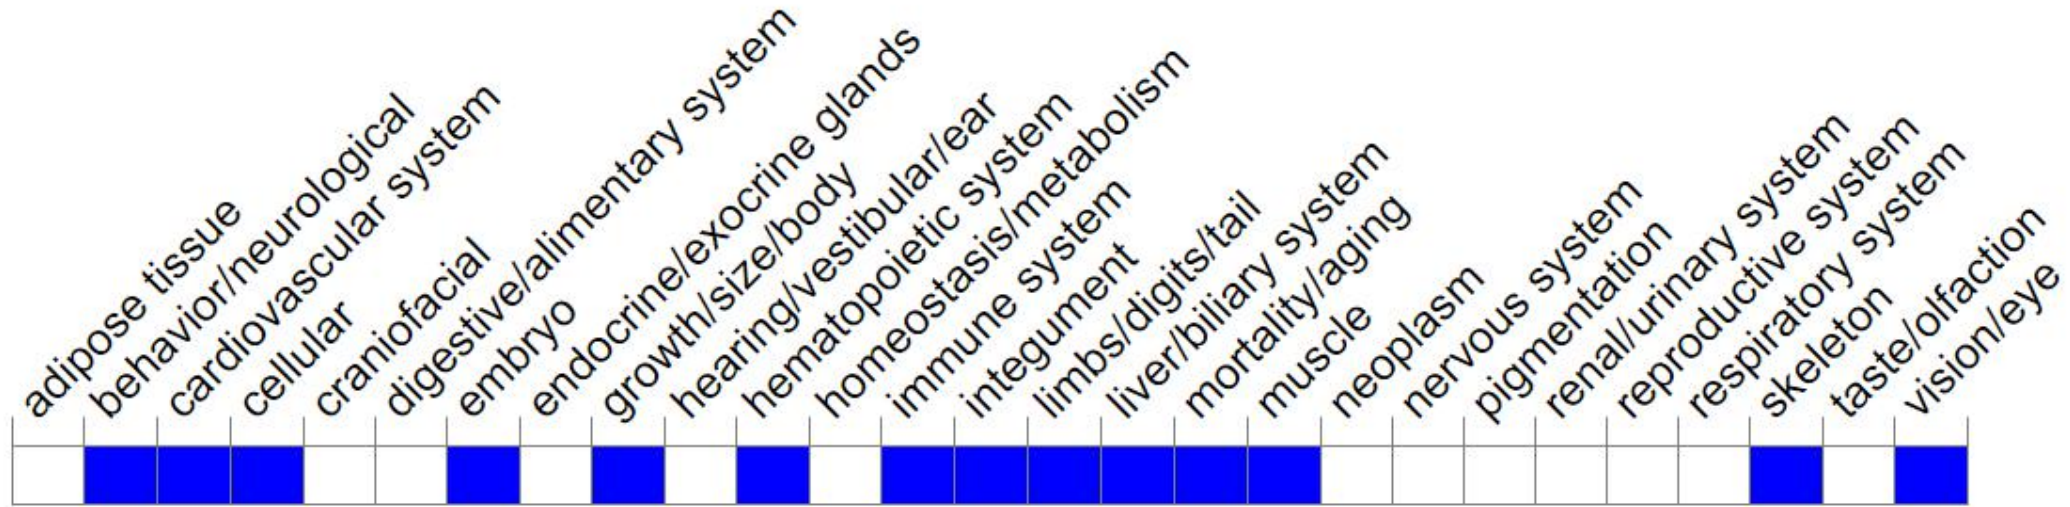 adipose tissue
behavior/neurological
cardiovascular system
cellular
craniofacial
digestive/alimentary system
embryo
endocrine/exocrine glands
growth/size/body
hearing/vestibular/ear
hematopoietic system
homeostasis/metabolism
immune system
integument
limbs/digits/tail
liver/biliary system
mortality/aging
muscle
neoplasm
nervous system
pigmentation
renal/urinary system
reproductive system
respiratory system
skeleton
taste/olfaction
vision/eye